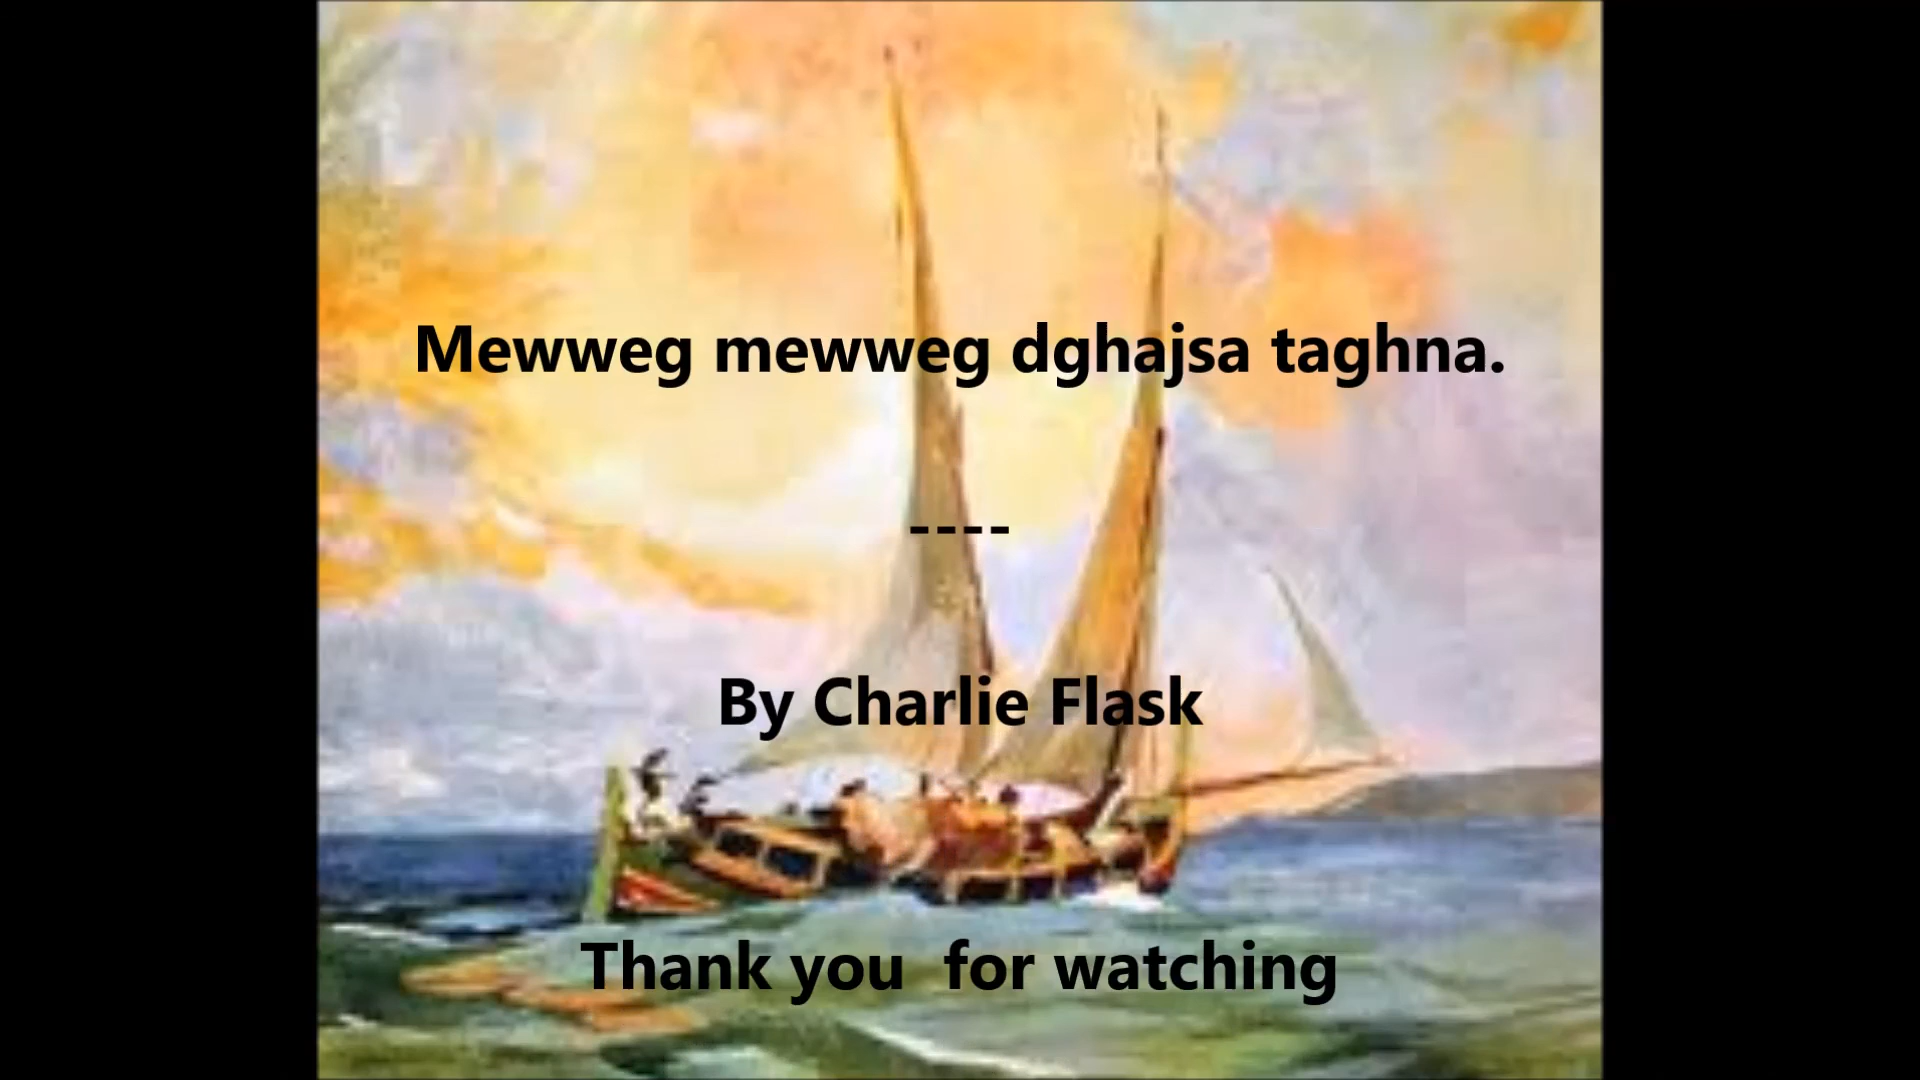 Mewweg mewweg dghajsa taghna.
----
By Charlie Flask
Thank you  for watching